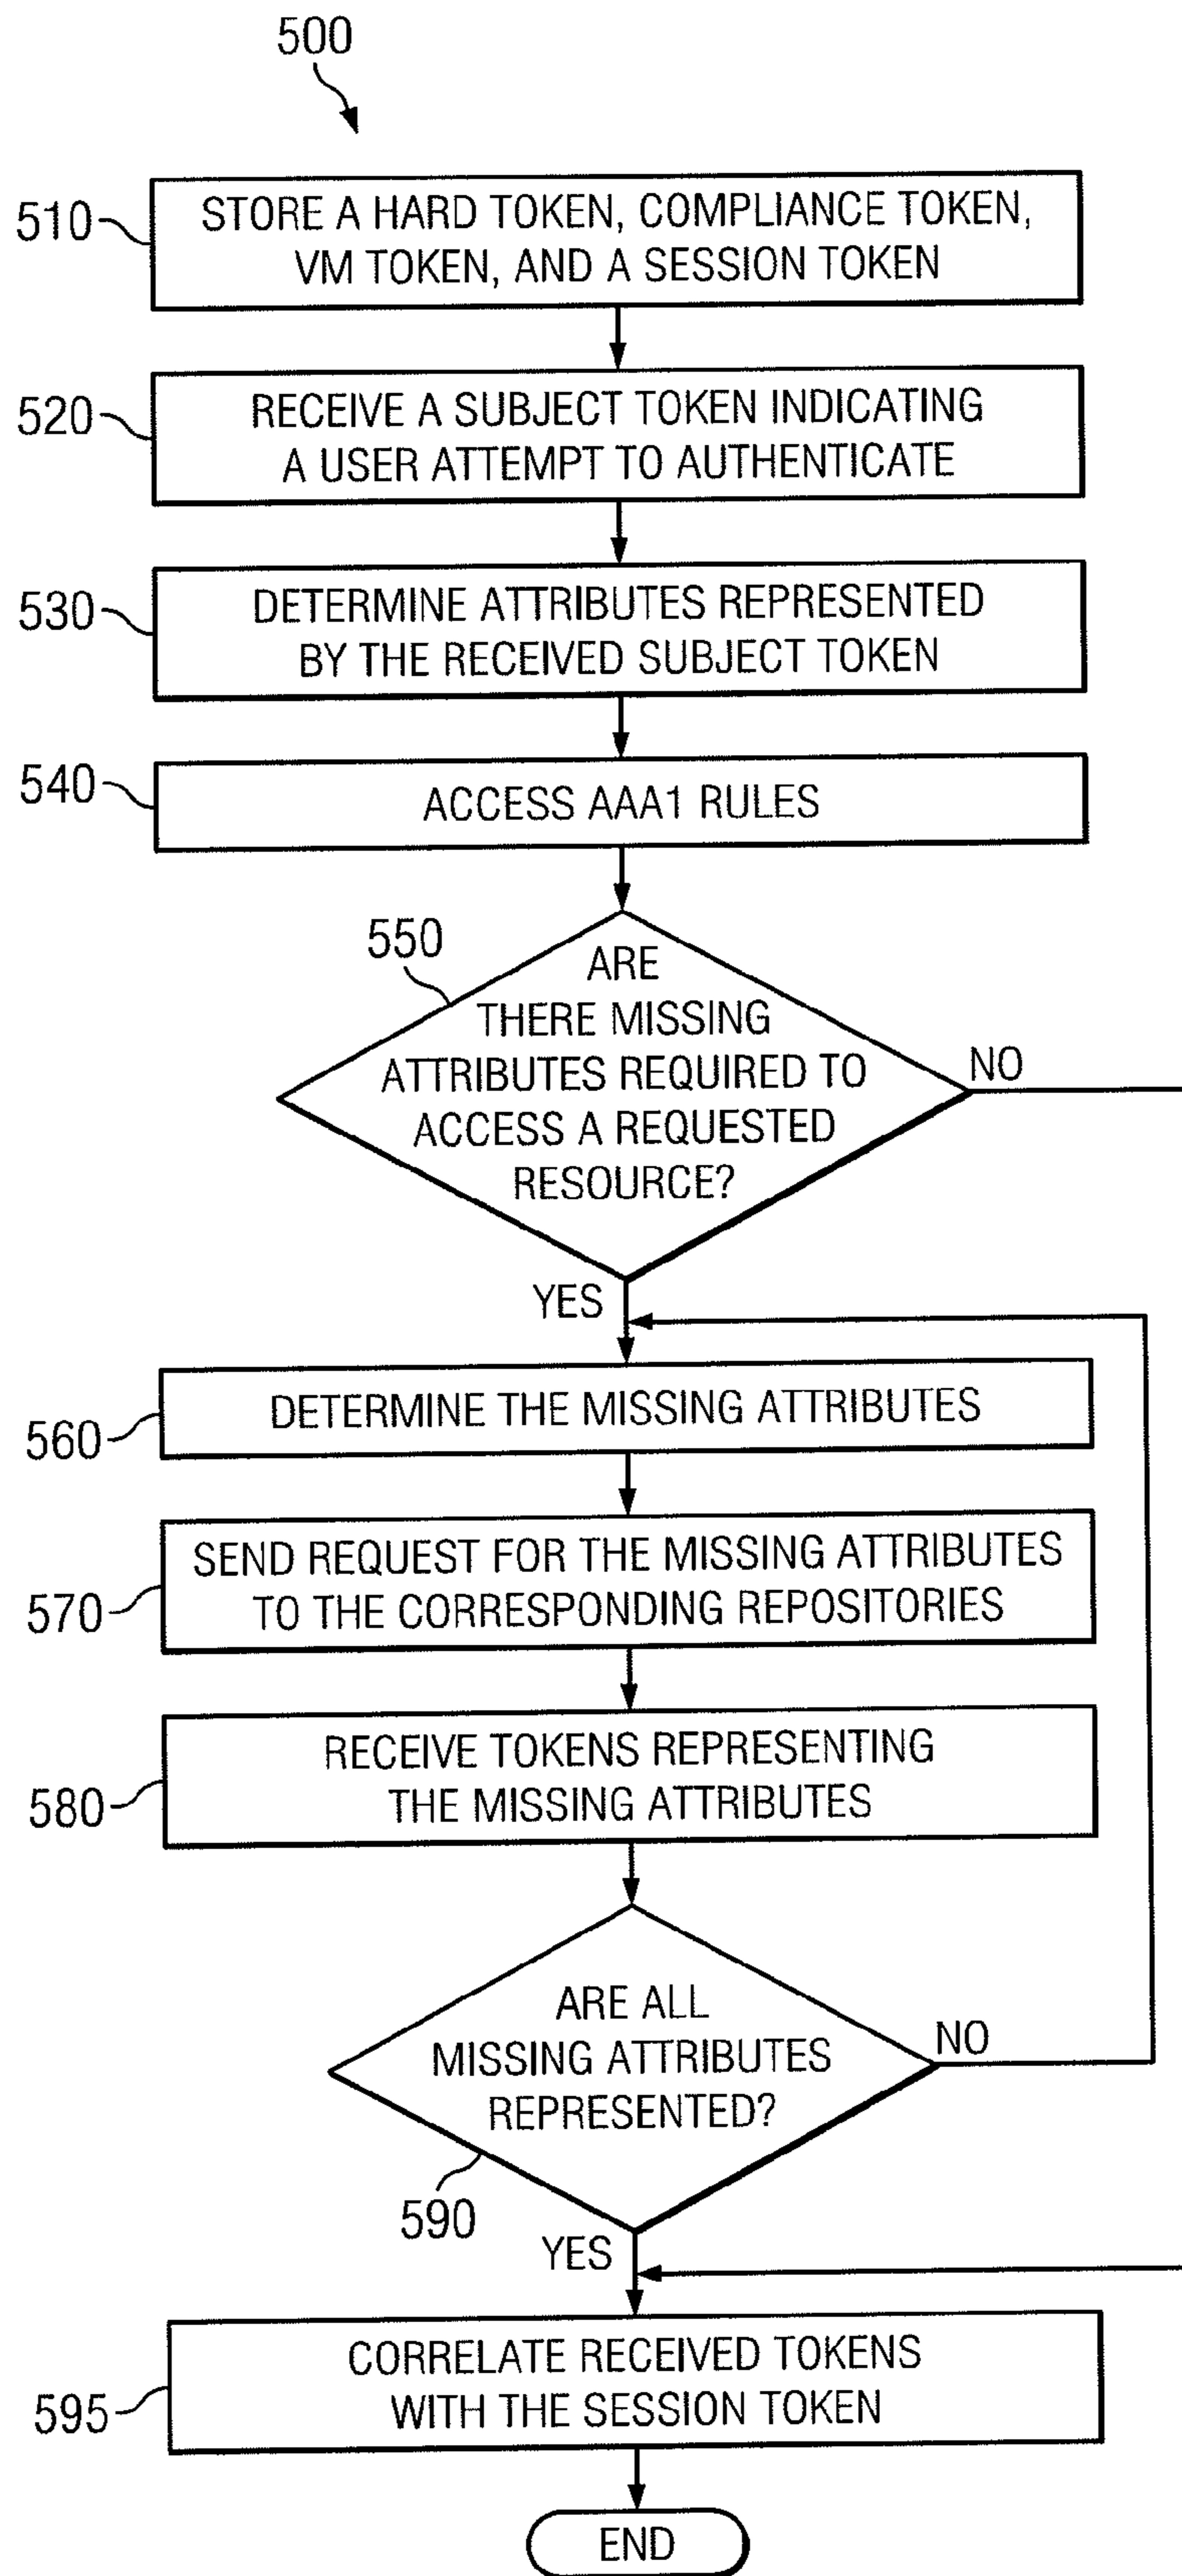 500
510
STORE A HARD TOKEN, COMPLIANCE TOKEN,
VM TOKEN, AND A SESSION TOKEN
520
RECEIVE A SUBJECT TOKEN INDICATING
A USER ATTEMPT TO AUTHENTICATE
530
DETERMINE ATTRIBUTES REPRESENTED
BY THE RECEIVED SUBJECT TOKEN
540
ACCESS AAA1 RULES
550
ARE
THERE MISSING
ATTRIBUTES REQUIRED TO
ACCESS A REQUESTED
RESOURCE?
NO
YES
560
DETERMINE THE MISSING ATTRIBUTES
570
SEND REQUEST FOR THE MISSING ATTRIBUTES
TO THE CORRESPONDING REPOSITORIES
580
RECEIVE TOKENS REPRESENTING
THE MISSING ATTRIBUTES
ARE ALL
MISSING ATTRIBUTES
REPRESENTED?
NO
590
YES
595
CORRELATE RECEIVED TOKENS
WITH THE SESSION TOKEN
END